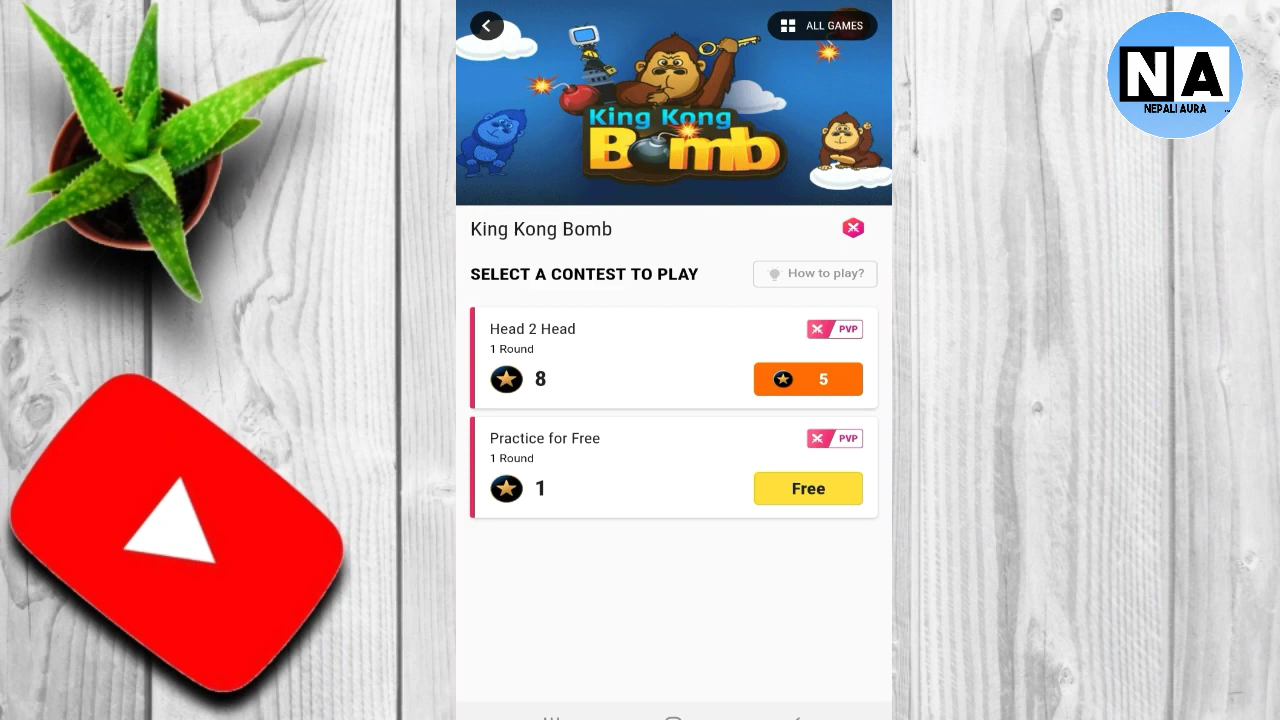 ALL GAMES
King Kong
Bomb
King Kong Bomb
SELECT A CONTEST TO PLAY
How to play?
Head 2 Head
PVP
1 Round
8
5
Practice for Free
PVP
1 Round
1
Free
NA
NEPALI AURA